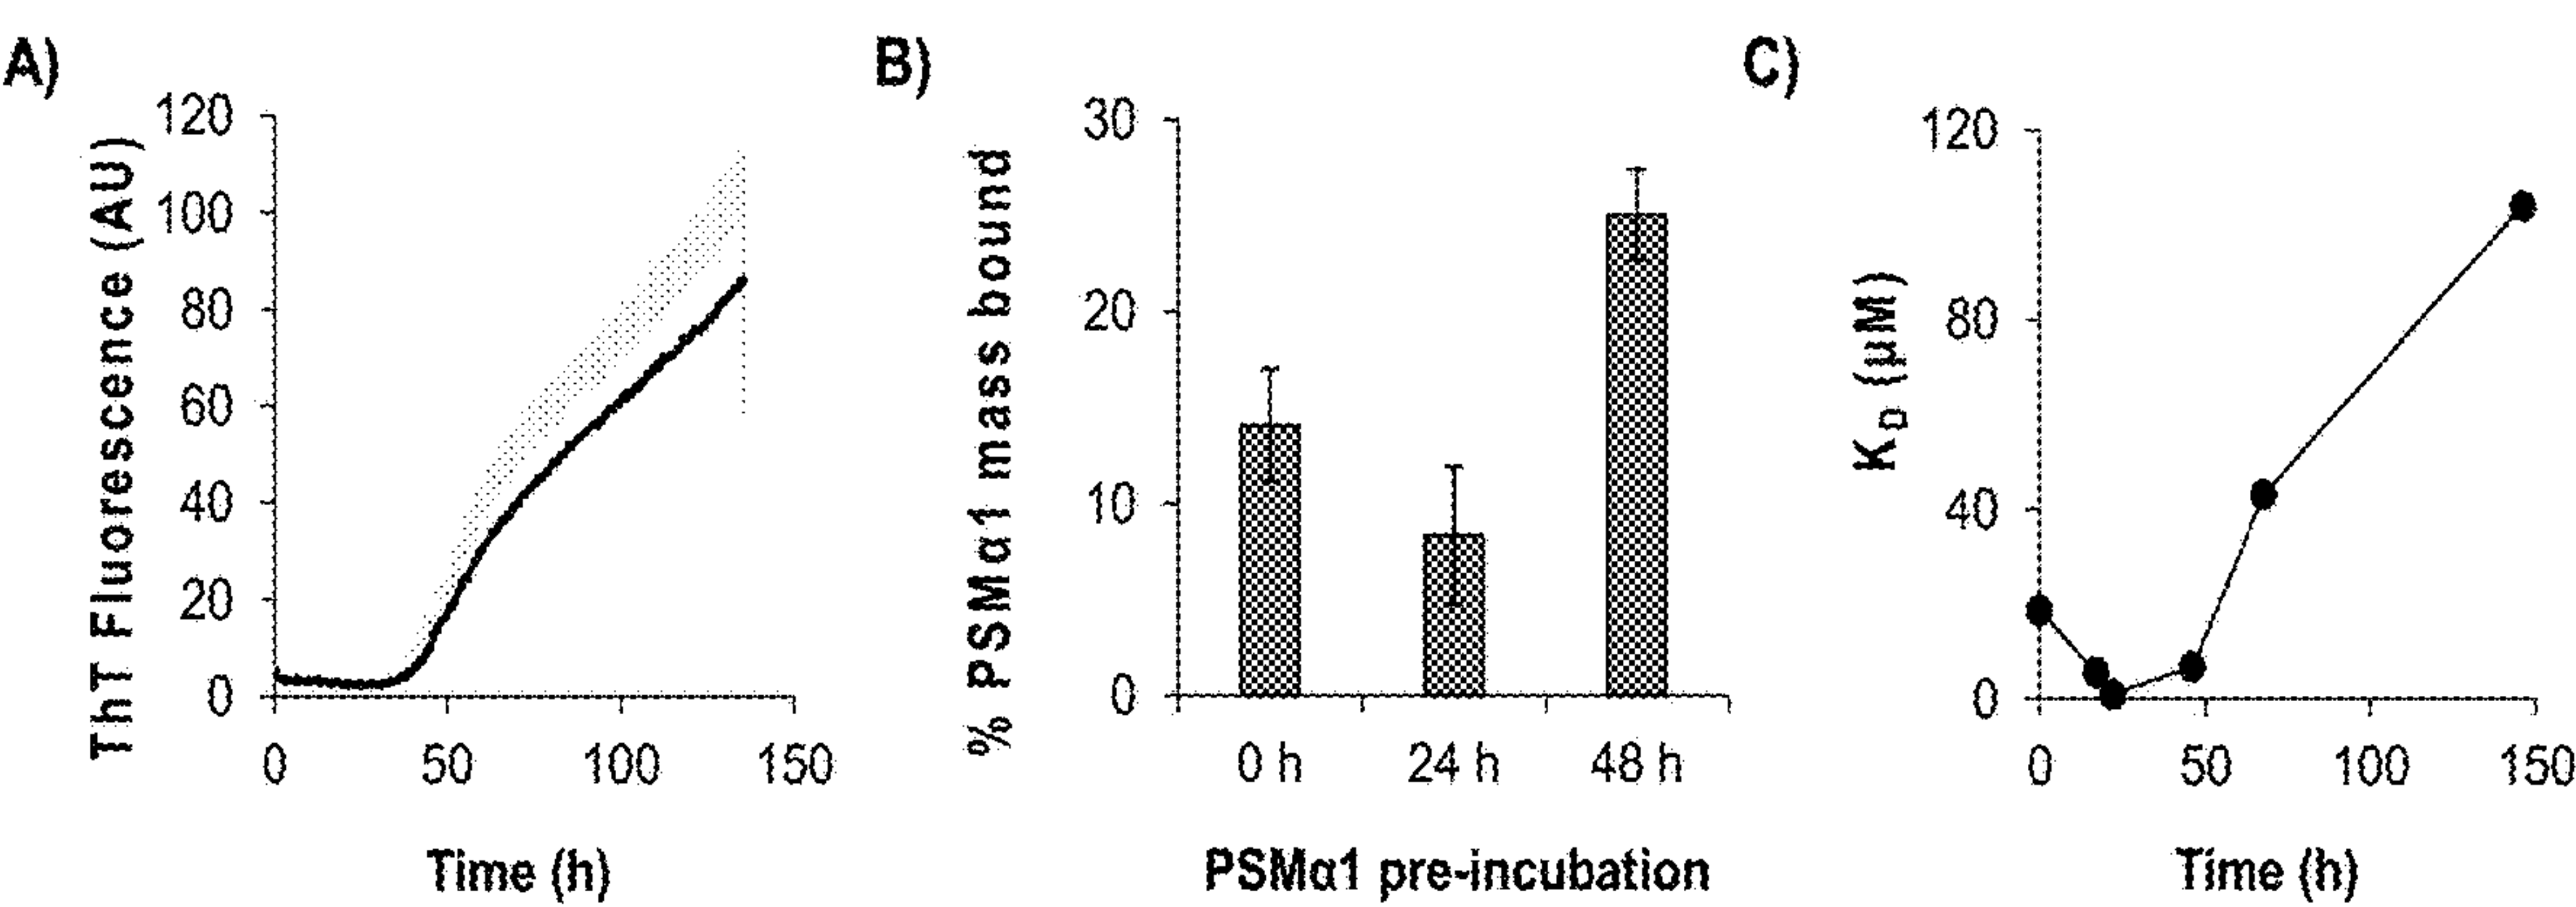 A)
ThT Fluorescence (AU)
120
100
80
60
40
20
0
0 50 100 150
Time (h)
B)
% PSMα1 mass bound
30
20
10
0
0 h 24 h 48 h
PSMα1 pre-incubation
C)
KD (µM)
120
80
40
0
0 50 100 150
Time (h)